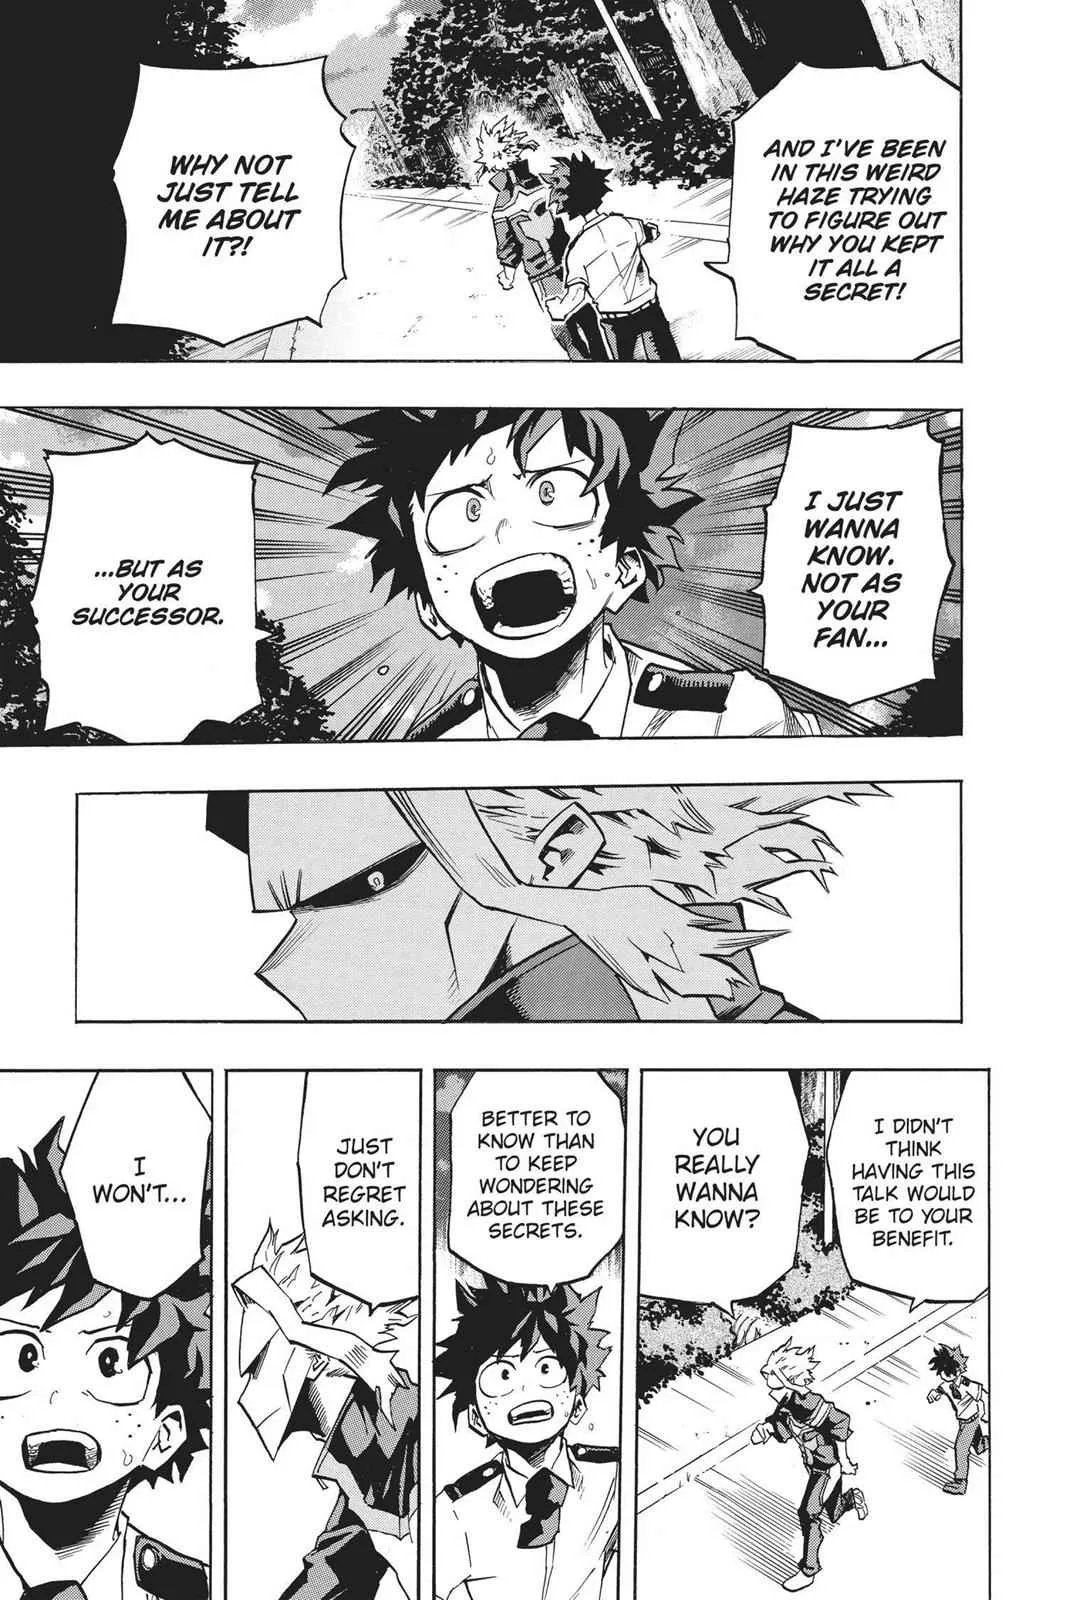 AND I'VE BEEN
IN THIS WEIRD
HAZE TRYING
TO FIGURE OUT
WHY YOU KEPT
IT ALL A
SECRET!
WHY NOT
JUST TELL
ME ABOUT
IT?!
I JUST
WANNA
KNOW.
NOT AS
YOUR
FAN...
...BUT AS
YOUR
SUCCESSOR.
I DIDN'T
THINK
HAVING THIS
TALK WOULD
BE TO YOUR
BENEFIT.
YOU
REALLY
WANNA
KNOW?
BETTER TO
KNOW THAN
TO KEEP
WONDERING
ABOUT THESE
SECRETS.
JUST
DON'T
REGRET
ASKING.
I
WON'T...